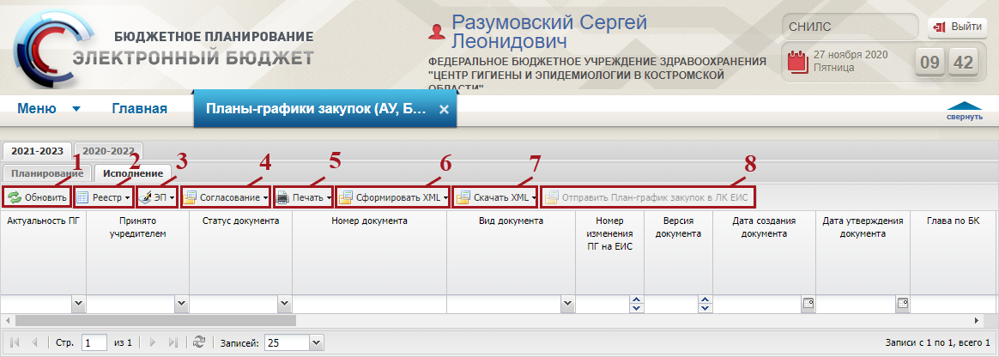 БЮДЖЕТНОЕ ПЛАНИРОВАНИЕ
ЭЛЕКТРОННЫЙ БЮДЖЕТ
Разумовский Сергей
Леонидович
ФЕДЕРАЛЬНОЕ БЮДЖЕТНОЕ УЧРЕЖДЕНИЕ ЗДРАВООХРАНЕНИЯ
"ЦЕНТР ГИГИЕНЫ И ЭПИДЕМИОЛОГИИ В КОСТРОМСКОЙ
ОБЛАСТИ"
СНИЛС
Выйти
27 ноября 2020
Пятница
09 42
Меню Главная Планы-графики закупок (АУ, Б... ×
свернуть
2021-2023 2020-2022
Планирование Исполнение
1 2 3 4 5 6 7 8
Обновить Реестр ЭП Согласование Печать Сформировать XML Скачать XML Отправить План-график закупок в ЛК ЕИС
Актуальность ПГ
Принято
учредителем
Статус документа
Номер документа
Вид документа
Номер
изменения
ПГ на ЕИС
Версия
документа
Дата создания
документа
Дата утверждения
документа
Глава по БК
Стр. 1 из 1 Записей: 25 Записи с 1 по 1, всего 1